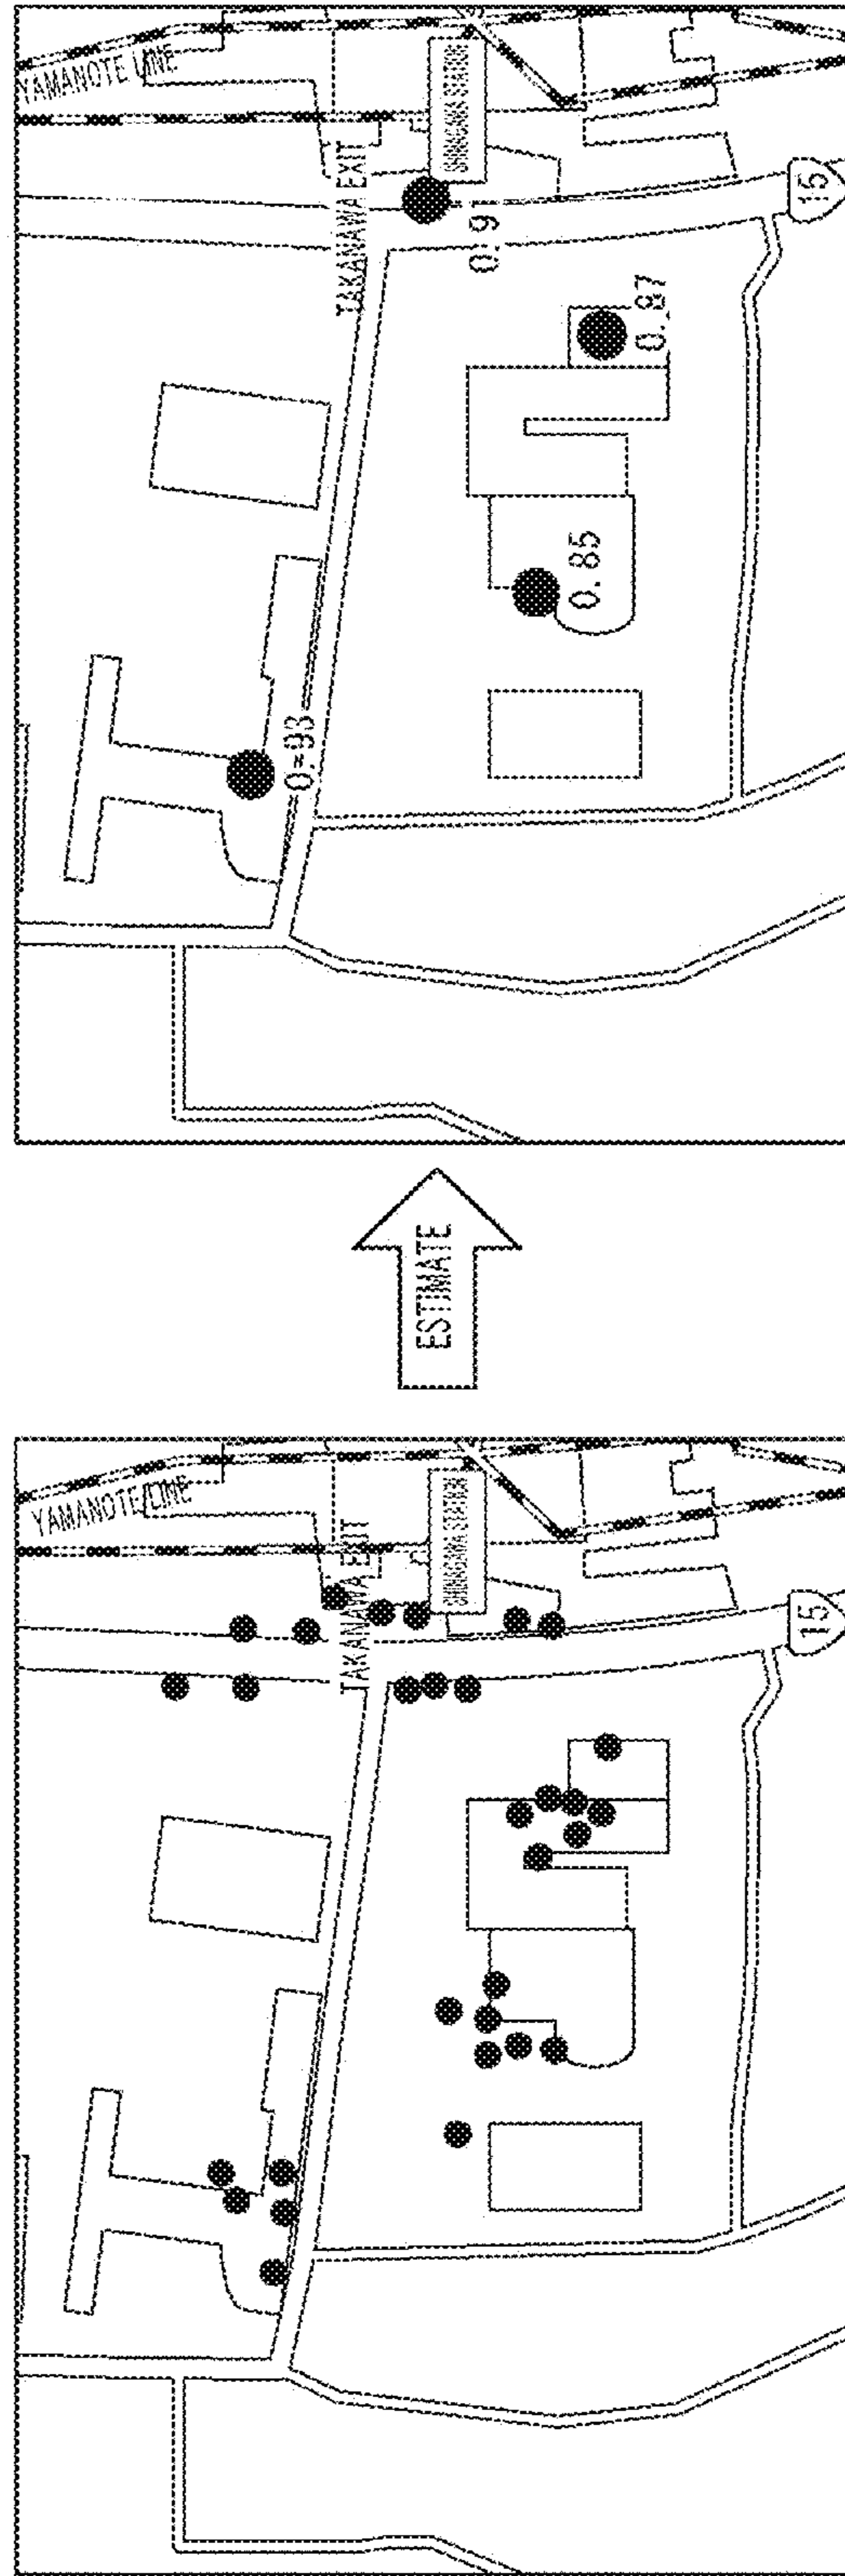 YAMANOTE LINE
TAKANAWA EXIT
SHINAGAWA STATION
15
ESTIMATE
YAMANOTE LINE
TAKANAWA EXIT
SHINAGAWA STATION
0.9
0.87
0.85
0.93
15